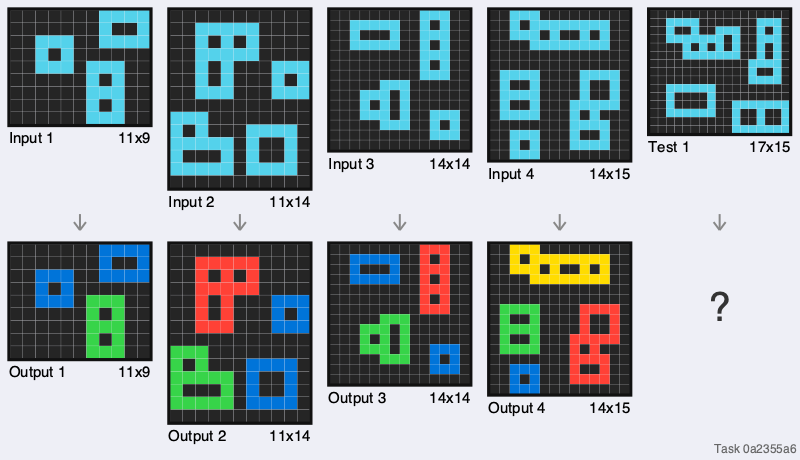 Input 1 11x9
Input 2 11x14
Input 3 14x14
Input 4 14x15
Test 1 17x15
?
Output 1 11x9
Output 2 11x14
Output 3 14x14
Output 4 14x15
Task 0a2355a6